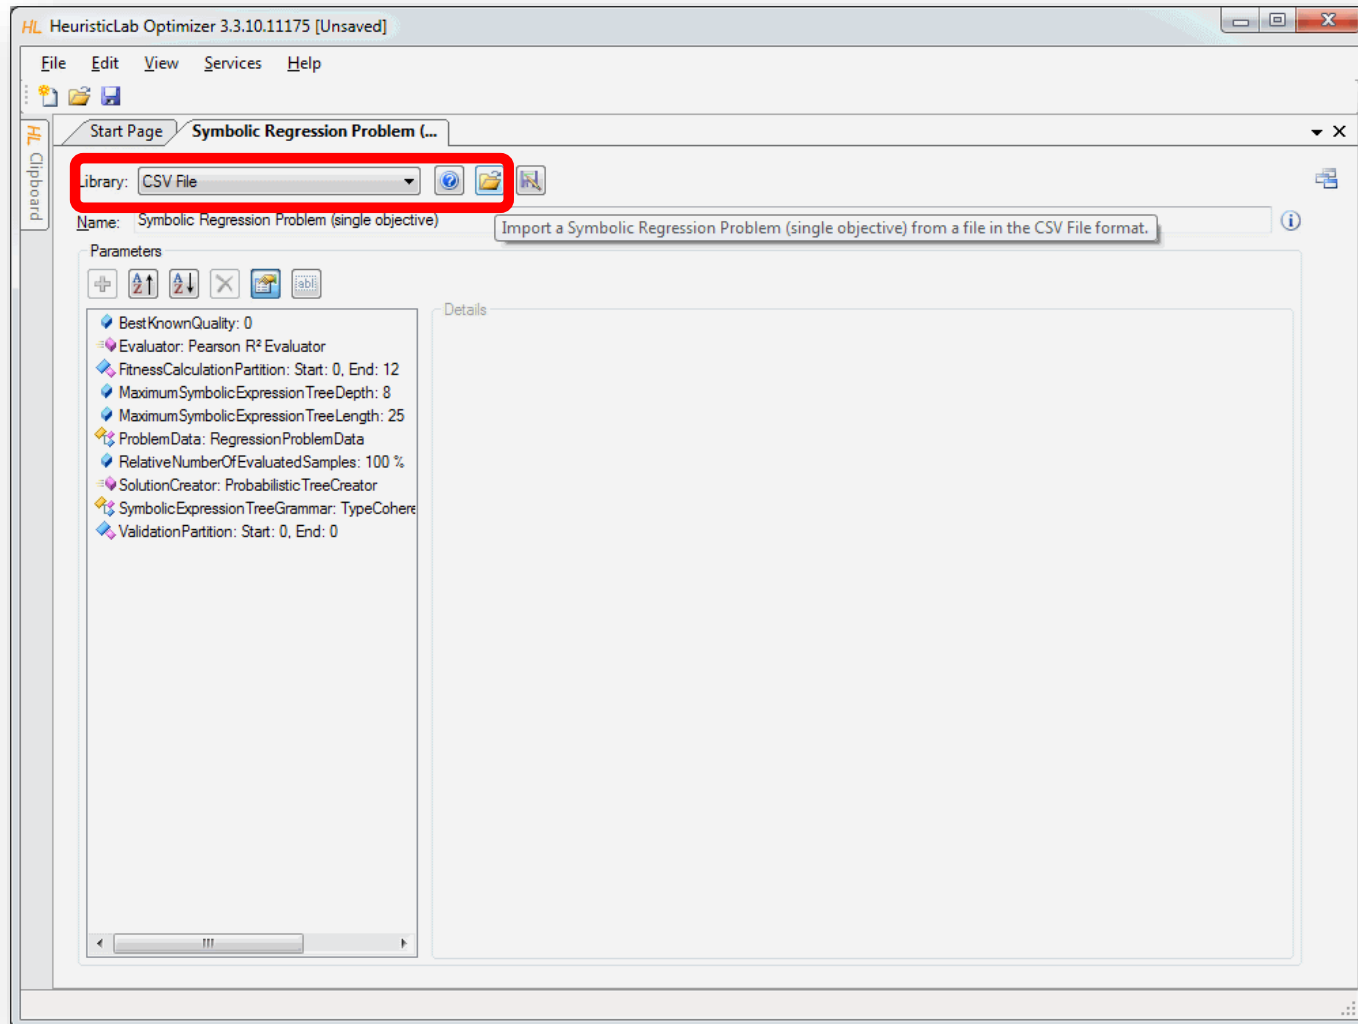 HL HeuristicLab Optimizer 3.3.10.11175 [Unsaved]
File Edit View Services Help
HL Clipboard
Start Page Symbolic Regression Problem (...
Library: CSV File
Name: Symbolic Regression Problem (single objective)
Import a Symbolic Regression Problem (single objective) from a file in the CSV File format.
Parameters
abl
Details
BestKnownQuality: 0
Evaluator: Pearson R² Evaluator
FitnessCalculationPartition: Start: 0, End: 12
MaximumSymbolicExpressionTreeDepth: 8
MaximumSymbolicExpressionTreeLength: 25
ProblemData: RegressionProblemData
RelativeNumberOfEvaluatedSamples: 100 %
SolutionCreator: ProbabilisticTreeCreator
SymbolicExpressionTreeGrammar: TypeCohere
ValidationPartition: Start: 0, End: 0